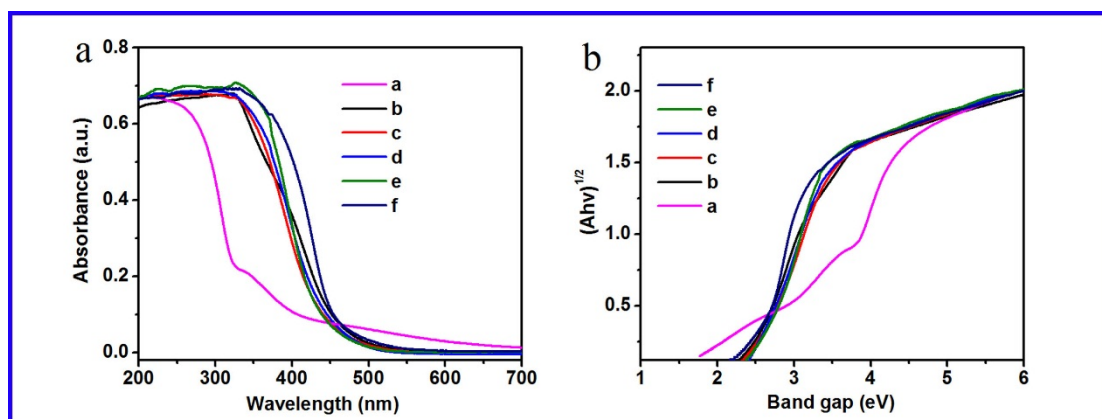 a
0.8
0.6
0.4
0.2
0.0
Absorbance (a.u.)
200 300 400 500 600 700
Wavelength (nm)
a
b
c
d
e
f
b
2.0
1.5
1.0
0.5
(Ahv)1/2
1 2 3 4 5 6
Band gap (eV)
f
e
d
c
b
a